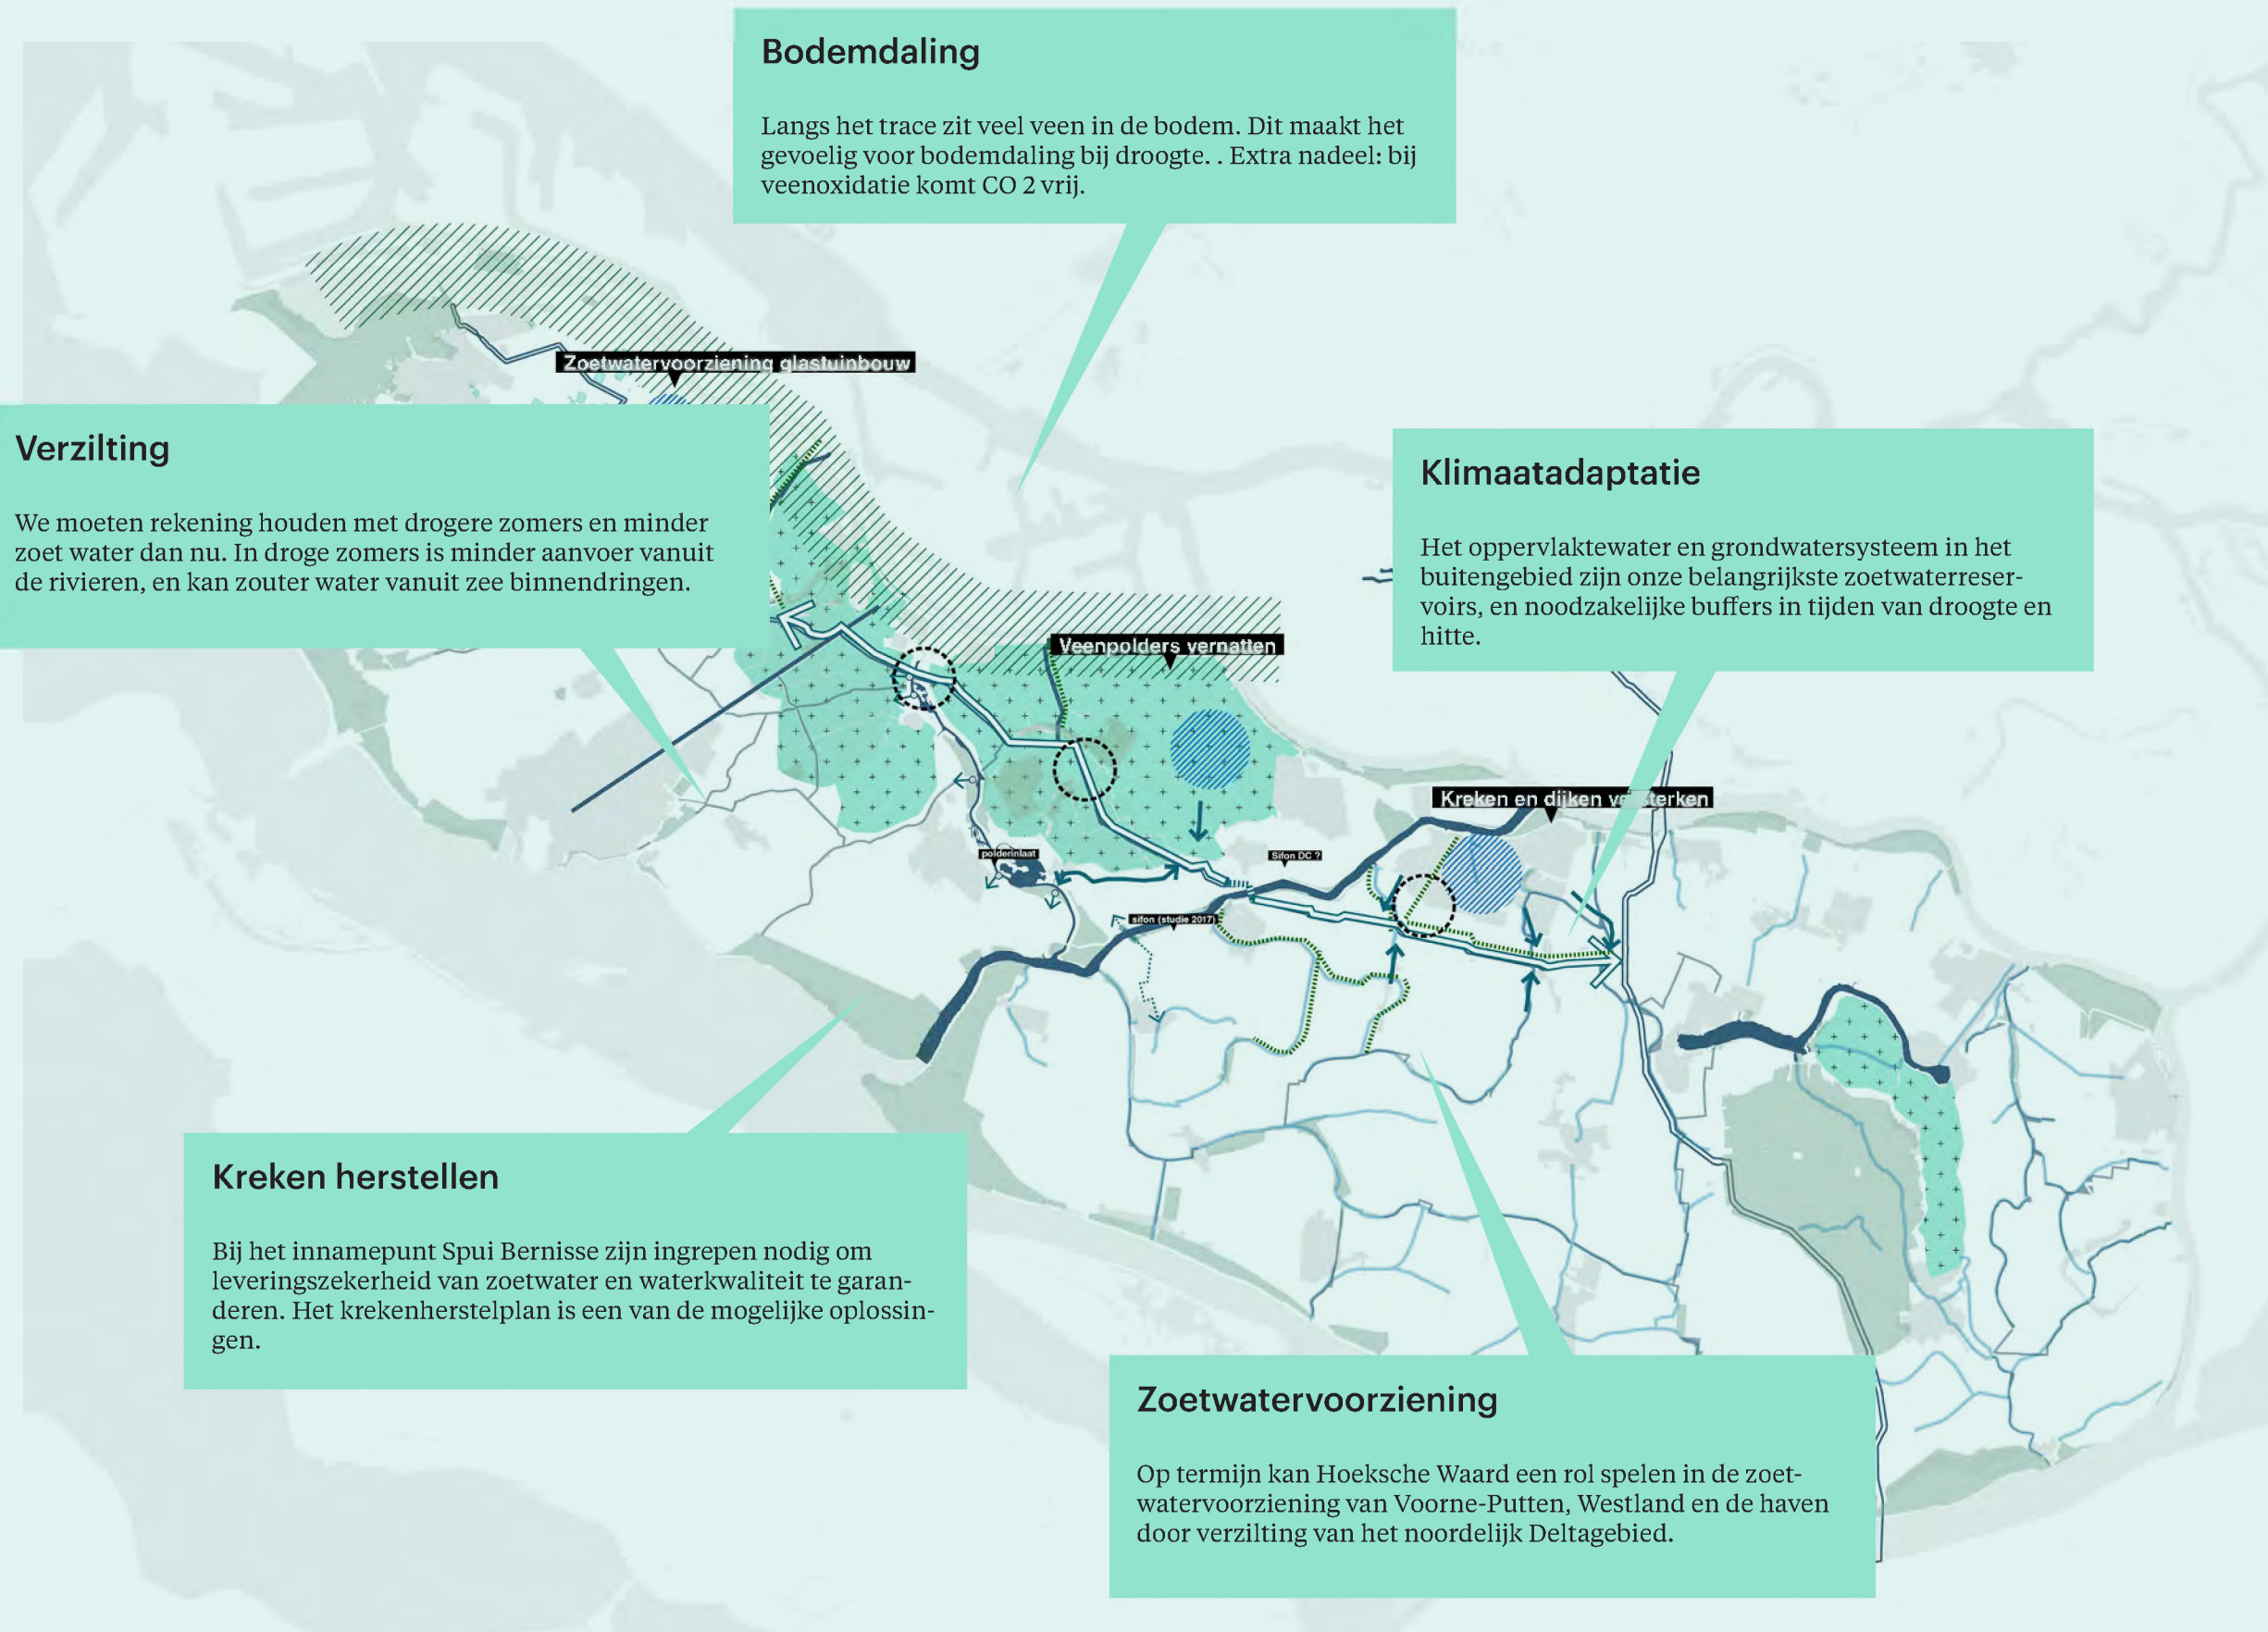 Bodemdaling
Langs het trace zit veel veen in de bodem. Dit maakt het
gevoelig voor bodemdaling bij droogte. . Extra nadeel: bij
veenoxidatie komt CO 2 vrij.
Zoetwatervoorziening glastuinbouw
Verzilting
We moeten rekening houden met drogere zomers en minder
zoet water dan nu. In droge zomers is minder aanvoer vanuit
de rivieren, en kan zouter water vanuit zee binnendringen.
Klimaatadaptatie
Het oppervlaktewater en grondwatersysteem in het
buitengebied zijn onze belangrijkste zoetwaterreser-
voirs, en noodzakelijke buffers in tijden van droogte en
hitte.
Veenpolders vernatten
Kreken en dijken versterken
polderinlaat
Sifon DC ?
sifon (studie 2017)
Kreken herstellen
Bij het innamepunt Spui Bernisse zijn ingrepen nodig om
leveringszekerheid van zoetwater en waterkwaliteit te garan-
deren. Het krekenherstelplan is een van de mogelijke oplossin-
gen.
Zoetwatervoorziening
Op termijn kan Hoeksche Waard een rol spelen in de zoet-
watervoorziening van Voorne-Putten, Westland en de haven
door verzilting van het noordelijk Deltagebied.